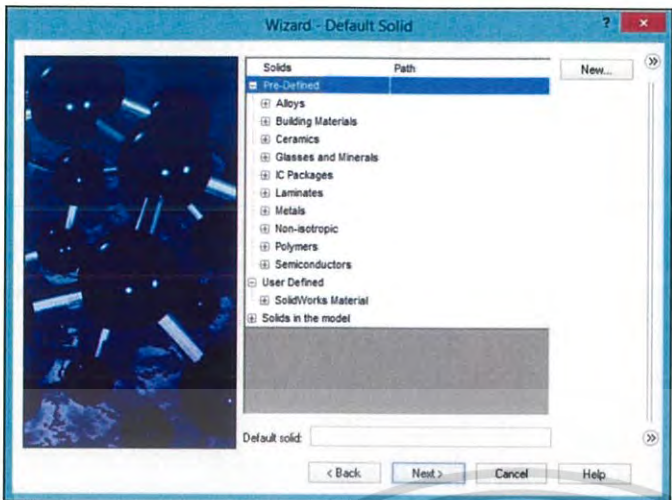 Wizard - Default Solid
?
Solids Path
New...
Pre-Defined
Alloys
Building Materials
Ceramics
Glasses and Minerals
IC Packages
Laminates
Metals
Non-isotropic
Polymers
Semiconductors
User Defined
SolidWorks Material
Solids in the model
Default solid:
< Back Next > Cancel Help